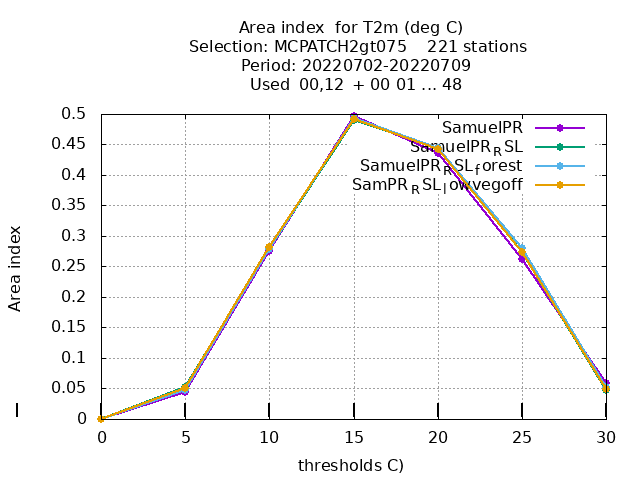 Area index  for T2m (deg C)
Selection: MCPATCH2gt075    221 stations
Period: 20220702-20220709
Used  00,12  + 00 01 ... 48
0.5
0.45
0.4
0.35
0.3
0.25
0.2
0.15
0.1
0.05
0
Area index
SamuelPR
SamuelPR_RSL
SamuelPR_RSL_forest
SamPR_RSL_lowvegoff
0 5 10 15 20 25 30
thresholds C)